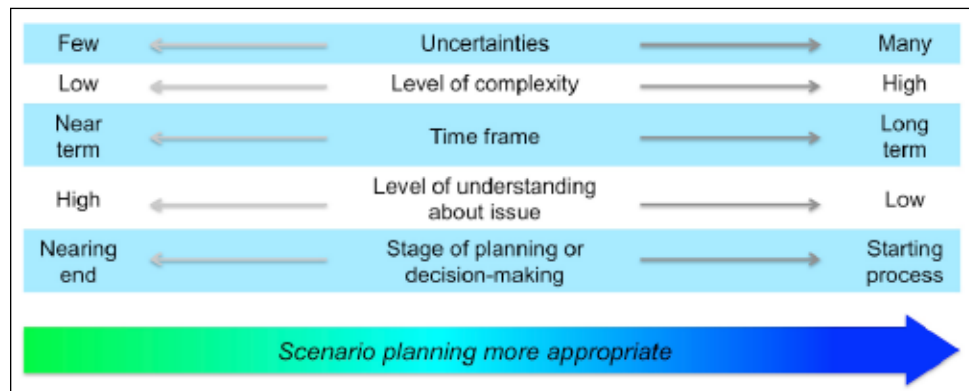 Few Uncertainties Many
Low Level of complexity High
Near term Time frame Long term
High Level of understanding about issue Low
Nearing end Stage of planning or decision-making Starting process
Scenario planning more appropriate